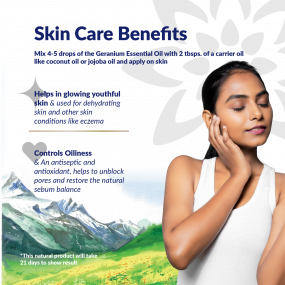 Skin Care Benefits
Mix 4-5 drops of the Geranium Essential Oil with 2 tbsps. of a carrier oil
like coconut oil or jojoba oil and apply on skin
Helps in glowing youthful
skin & used for dehydrating
skin and other skin
conditions like eczema
Controls Oiliness
& An antiseptic and
antioxidant, helps to unblock
pores and restore the natural
sebum balance
*This natural product will take
21 days to show result